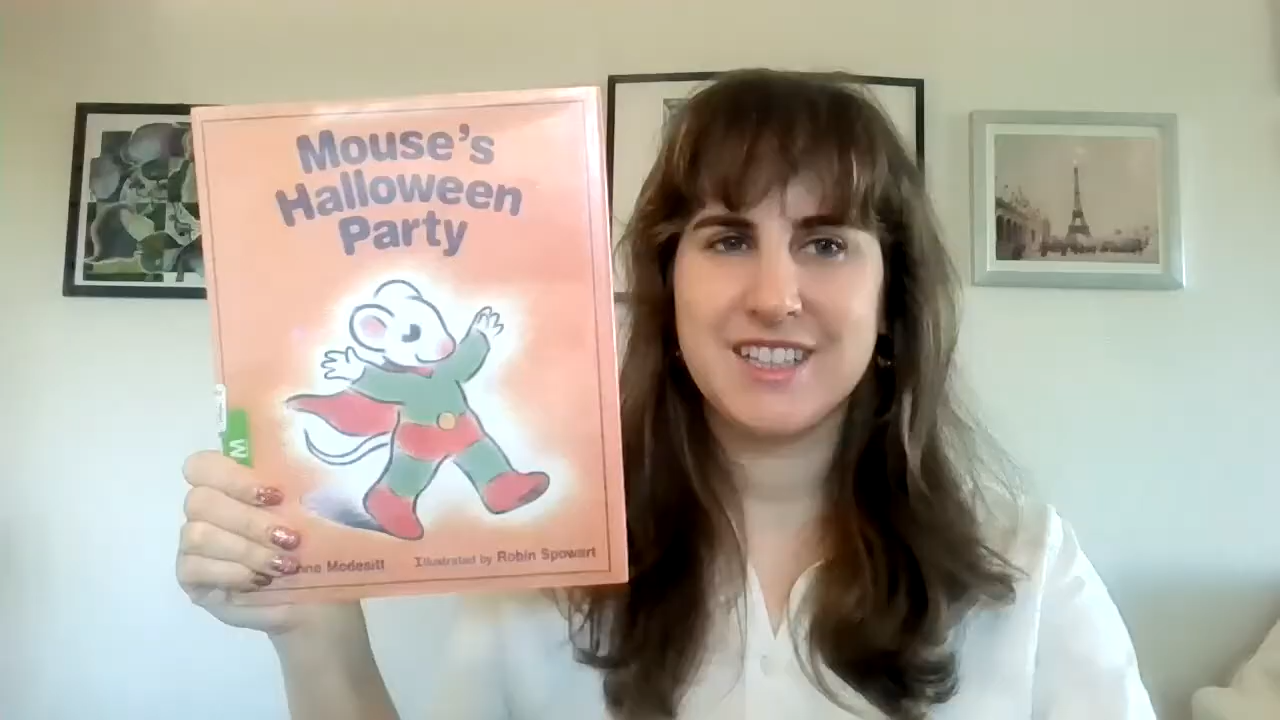 Mouse's
Halloween
Party
Modesitt Illustrated by Robin Spowart
M